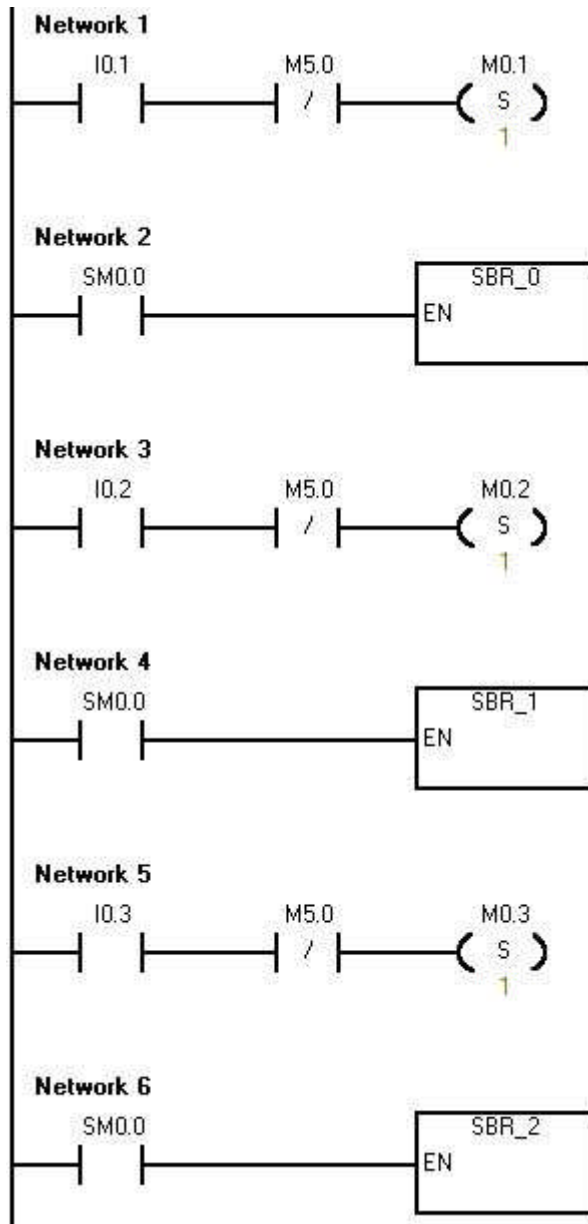 Network 1
I0.1 M5.0 M0.1
/ S
1
Network 2
SM0.0 SBR_0
EN
Network 3
I0.2 M5.0 M0.2
/ S
1
Network 4
SM0.0 SBR_1
EN
Network 5
I0.3 M5.0 M0.3
/ S
1
Network 6
SM0.0 SBR_2
EN